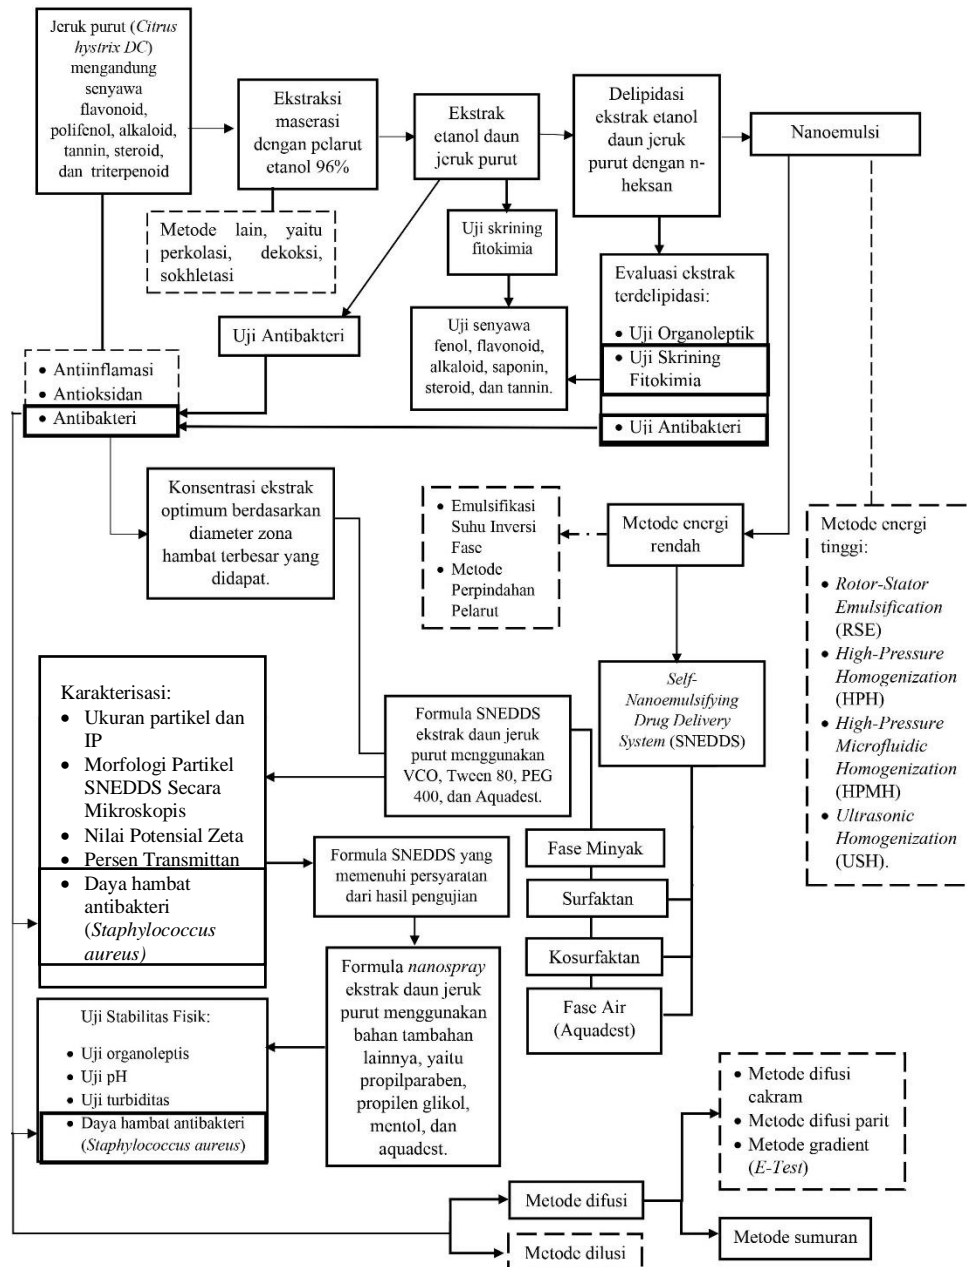 Jeruk purut (Citrus
hystrix DC)
mengandung
senyawa
flavonoid,
polifenol, alkaloid,
tannin, steroid,
dan triterpenoid
Ekstraksi
maserasi
dengan pelarut
etanol 96%
Ekstrak
etanol daun
jeruk purut
Delipidasi
ekstrak etanol
daun jeruk
purut dengan n-
heksan
Nanoemulsi
Metode lain, yaitu
perkolasi, dekoksi,
sokhletasi
Uji skrining
fitokimia
Evaluasi ekstrak
terdelipidasi:
• Uji Organoleptik
• Uji Skrining
Fitokimia
• Uji Antibakteri
Uji Antibakteri
Uji senyawa
fenol, flavonoid,
alkaloid, saponin,
steroid, dan tannin.
• Antiinflamasi
• Antioksidan
• Antibakteri
Konsentrasi ekstrak
optimum berdasarkan
diameter zona
hambat terbesar yang
didapat.
• Emulsifikasi
Suhu Inversi
Fase
• Metode
Perpindahan
Pelarut
Metode energi
rendah
Metode energi
tinggi:
• Rotor-Stator
Emulsification
(RSE)
• High-Pressure
Homogenization
(HPH)
• High-Pressure
Microfluidic
Homogenization
(HPMH)
• Ultrasonic
Homogenization
(USH).
Self-
Nanoemulsifying
Drug Delivery
System (SNEDDS)
Karakterisasi:
• Ukuran partikel dan
IP
• Morfologi Partikel
SNEDDS Secara
Mikroskopis
• Nilai Potensial Zeta
• Persen Transmittan
• Daya hambat
antibakteri
(Staphylococcus
aureus)
Formula SNEDDS
ekstrak daun jeruk
purut menggunakan
VCO, Tween 80, PEG
400, dan Aquadest.
Fase Minyak
Surfaktan
Kosurfaktan
Fase Air
(Aquadest)
Formula SNEDDS yang
memenuhi persyaratan
dari hasil pengujian
Formula nanospray
ekstrak daun jeruk
purut menggunakan
bahan tambahan
lainnya, yaitu
propilparaben,
propilen glikol,
mentol, dan
aquadest.
Uji Stabilitas Fisik:
• Uji organoleptis
• Uji pH
• Uji turbiditas
• Daya hambat antibakteri
(Staphylococcus aureus)
• Metode difusi
cakram
• Metode difusi parit
• Metode gradient
(E-Test)
Metode difusi
Metode sumuran
Metode dilusi